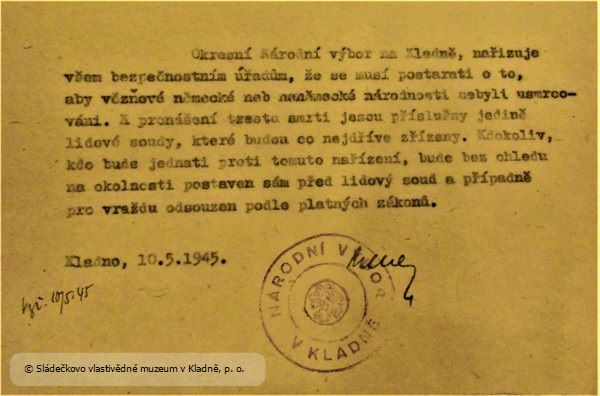 Okresní Národní výbor na Kladně, nařizuje
všem bezpečnostním úřadům, že se musí postarati o to,
aby vězňové německé neb neněmecké národnosti nebyli usmrco-
váni. K pronášení trestu smrti jsou příslušny jedině
lidové soudy, které budou co nejdříve zřízeny. Kdokoliv,
kdo bude jednati proti tomuto nařízení, bude bez ohledu
na okolnosti postaven sám před lidový soud a případně
pro vraždu odsouzen podle platných zákonů.
Kladno, 10.5.1945.
NÁRODNÍ VÝBOR
V KLADNĚ
10/5 45
© Sládečkovo vlastivědné muzeum v Kladně, p. o.